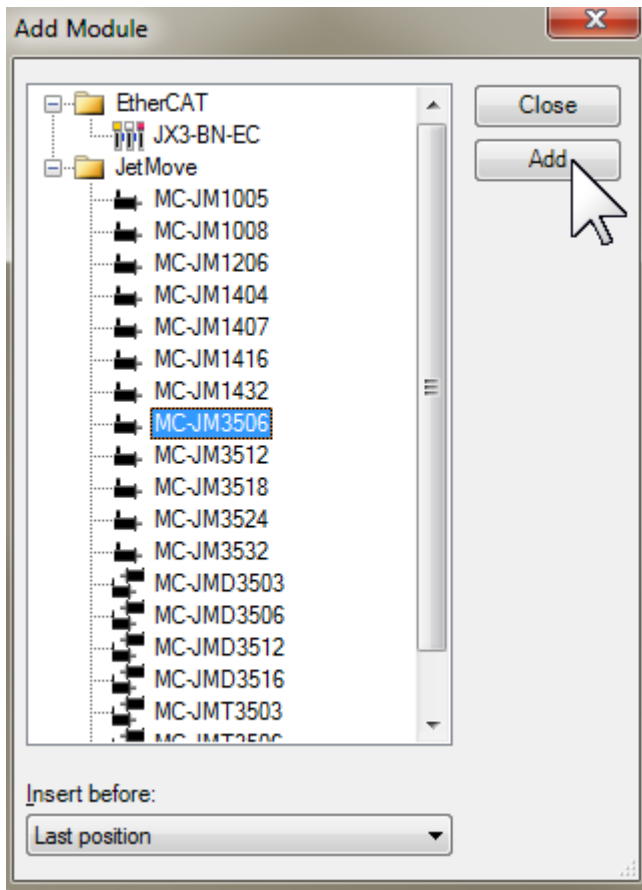 Add Module
EtherCAT
JX3-BN-EC
JetMove
MC-JM1005
MC-JM1008
MC-JM1206
MC-JM1404
MC-JM1407
MC-JM1416
MC-JM1432
MC-JM3506
MC-JM3512
MC-JM3518
MC-JM3524
MC-JM3532
MC-JMD3503
MC-JMD3506
MC-JMD3512
MC-JMD3516
MC-JMT3503
MC-JMT3506
Close
Add
Insert before:
Last position